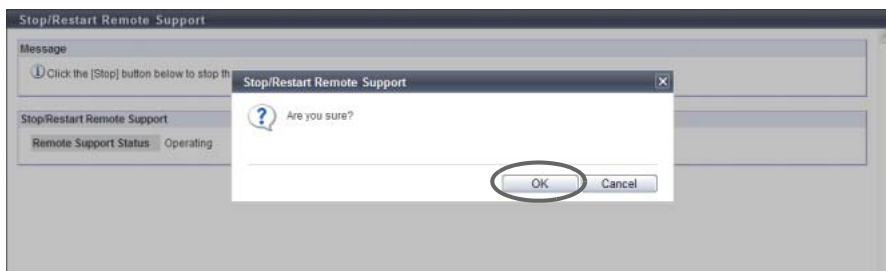 Stop/Restart Remote Support
Message
Click the [Stop] button below to stop th
Stop/Restart Remote Support
Are you sure?
OK Cancel
Stop/Restart Remote Support
Remote Support Status Operating